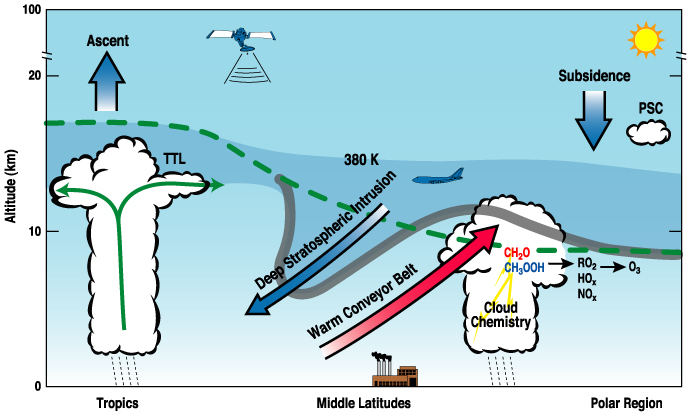 100
Ascent
20
Subsidence
PSC
TTL
380 K
Altitude (km)
Deep Stratospheric Intrusion
10
CH2O
CH3OOH
RO2
O3
HOx
NOx
Warm Conveyor Belt
Cloud
Chemistry
0
Tropics
Middle Latitudes
Polar Region